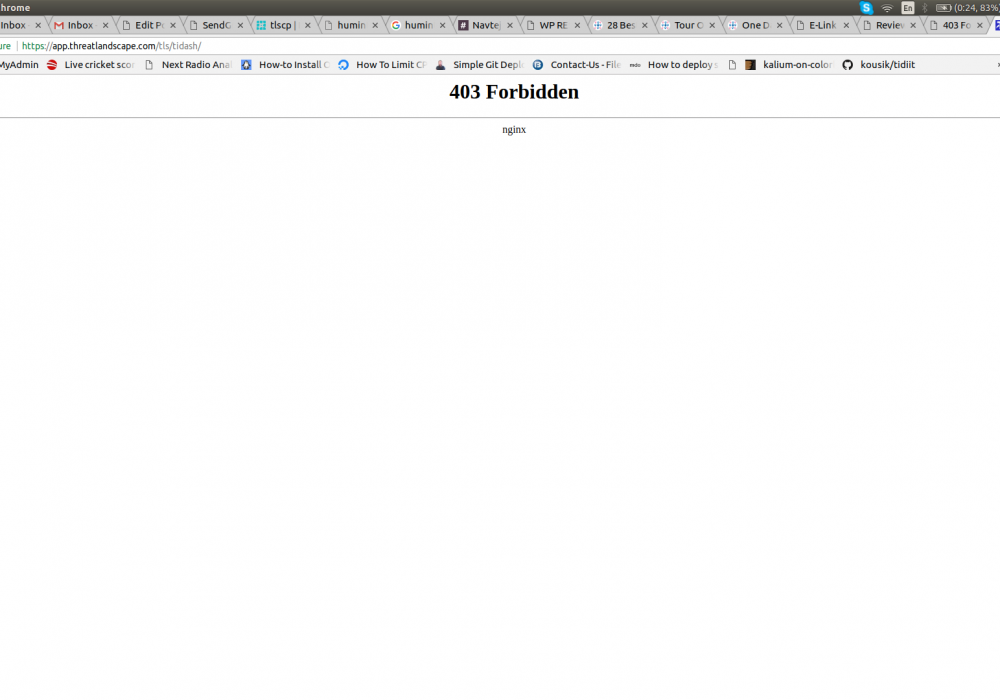 hrome En (0:24, 83%)
Inbox Inbox Edit Po SendG tlscp | humin humin Navtej WP RE 28 Bes Tour O One D E-Link Review 403 Fo
ure https://app.threatlandscape.com/tls/tidash/
MyAdmin Live cricket scor Next Radio Anal How-to Install C How To Limit CP Simple Git Deplo Contact-Us - File How to deploy s kalium-on-color kousik/tidiit
403 Forbidden
nginx